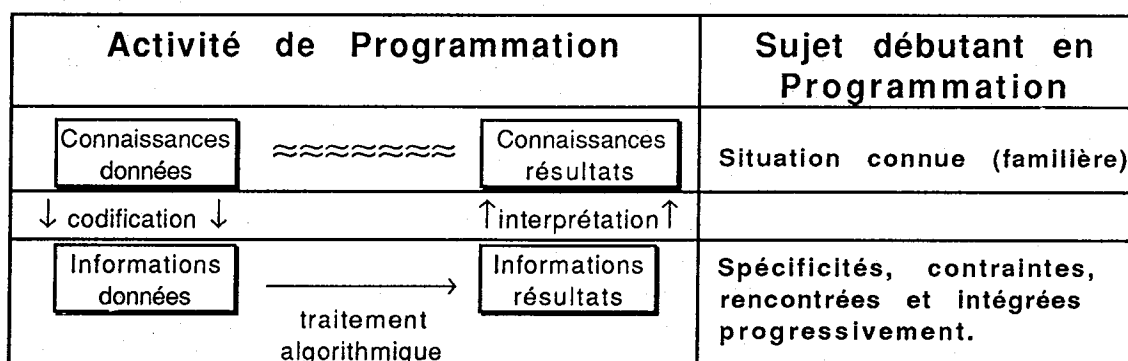 Activité de Programmation
Sujet débutant en
Programmation
Connaissances
données
≈≈≈≈≈≈≈
Connaissances
résultats
Situation connue (familière)
↓ codification ↓
↑interprétation↑
Informations
données
traitement
algorithmique
Informations
résultats
Spécificités, contraintes,
rencontrées et intégrées
progressivement.